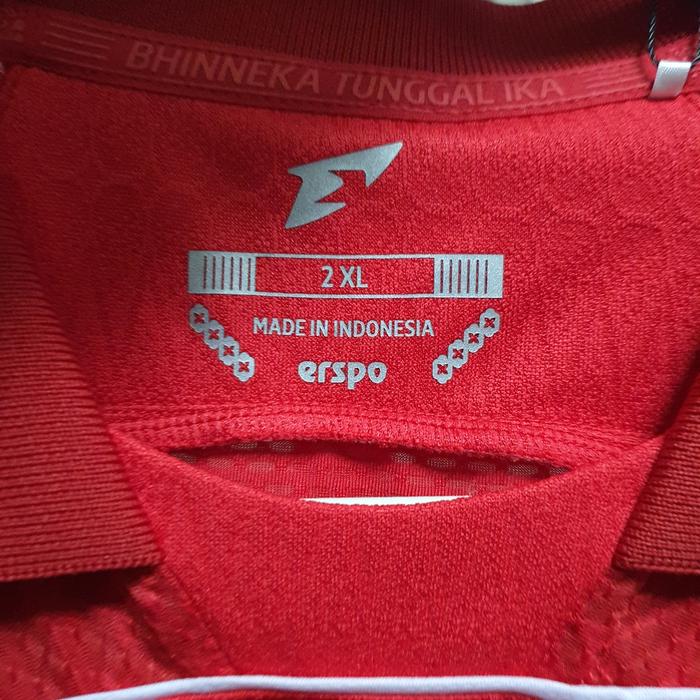 BHINNEKA TUNGGAL IKA
2 XL
MADE IN INDONESIA
erspo